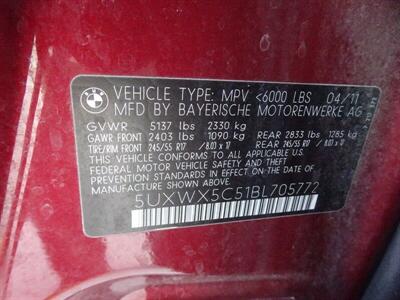 BMW
VEHICLE TYPE: MPV <6000 LBS 04/11
MFD BY BAYERISCHE MOTORENWERKE AG
GVWR 5137 lbs 2330 kg
GAWR FRONT 2403 lbs 1090 kg REAR 2833 lbs 1285 kg
TIRE/RIM FRONT 245/55 R17 / 8.0J x 17 REAR 245/55 R17 / 8.0J x 17
THIS VEHICLE CONFORMS TO ALL APPLICABLE
FEDERAL MOTOR VEHICLE SAFETY AND
THEFT PREVENTION STANDARDS IN EFFECT ON
THE DATE OF MANUFACTURE SHOWN ABOVE
5UXWX5C51BL705772